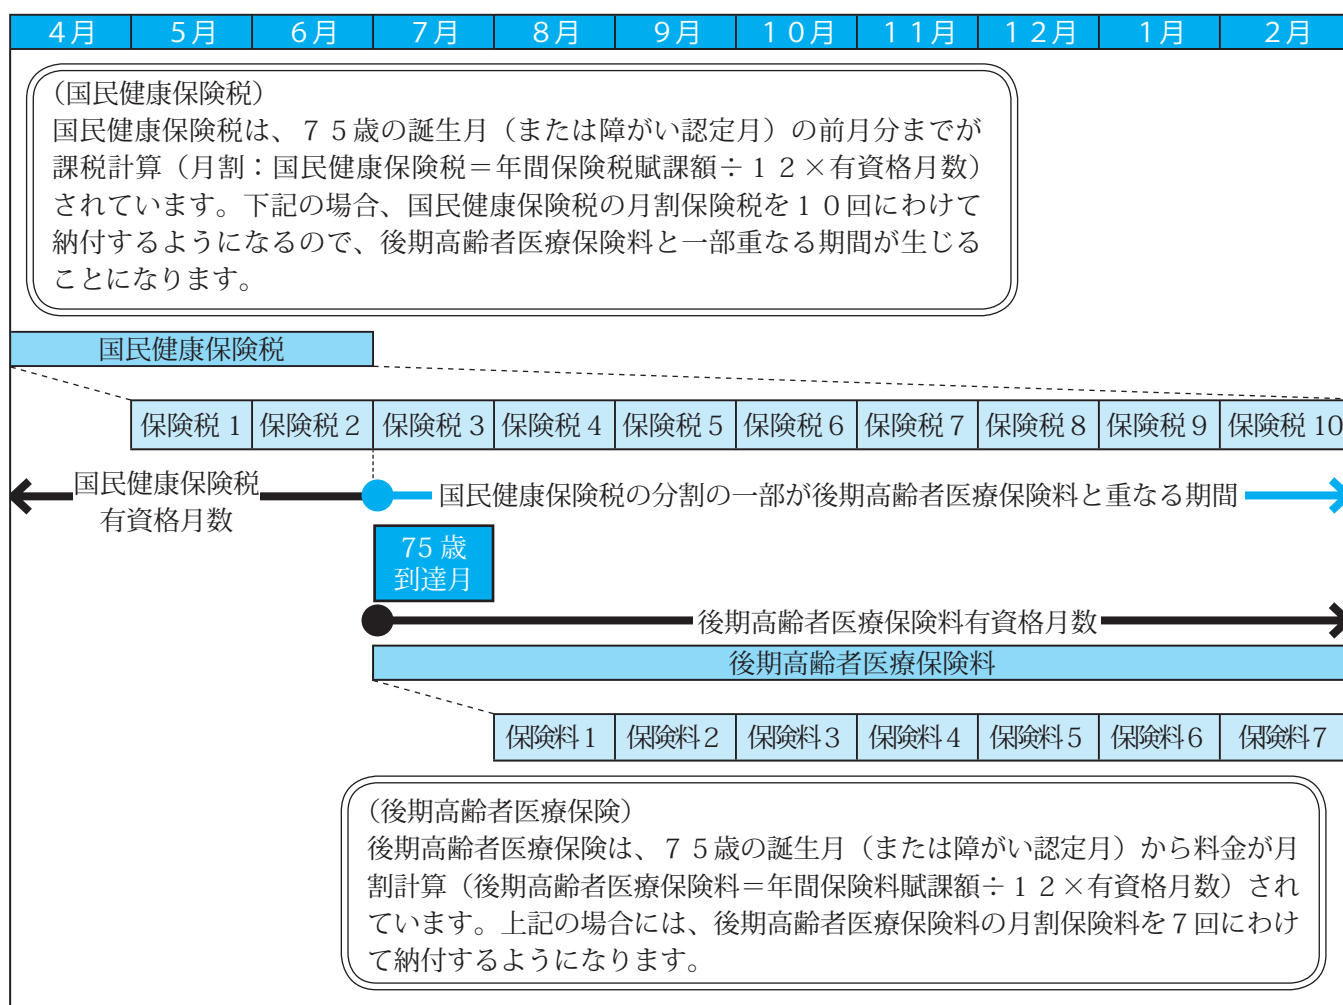 ４月 ５月 ６月 ７月 ８月 ９月 １０月 １１月 １２月 １月 ２月
（国民健康保険税）
国民健康保険税は、７５歳の誕生月（または障がい認定月）の前月分までが
課税計算（月割：国民健康保険税＝年間保険税賦課額÷１２×有資格月数）
されています。下記の場合、国民健康保険税の月割保険税を１０回にわけて
納付するようになるので、後期高齢者医療保険料と一部重なる期間が生じる
ことになります。
国民健康保険税
保険税 1 保険税 2 保険税 3 保険税 4 保険税 5 保険税 6 保険税 7 保険税 8 保険税 9 保険税 10
国民健康保険税
有資格月数
国民健康保険税の分割の一部が後期高齢者医療保険料と重なる期間
75 歳
到達月
後期高齢者医療保険料有資格月数
後期高齢者医療保険料
保険料 1 保険料 2 保険料 3 保険料 4 保険料 5 保険料 6 保険料 7
（後期高齢者医療保険）
後期高齢者医療保険は、７５歳の誕生月（または障がい認定月）から料金が月
割計算（後期高齢者医療保険料＝年間保険料賦課額÷１２×有資格月数）され
ています。上記の場合には、後期高齢者医療保険料の月割保険料を７回にわけ
て納付するようになります。